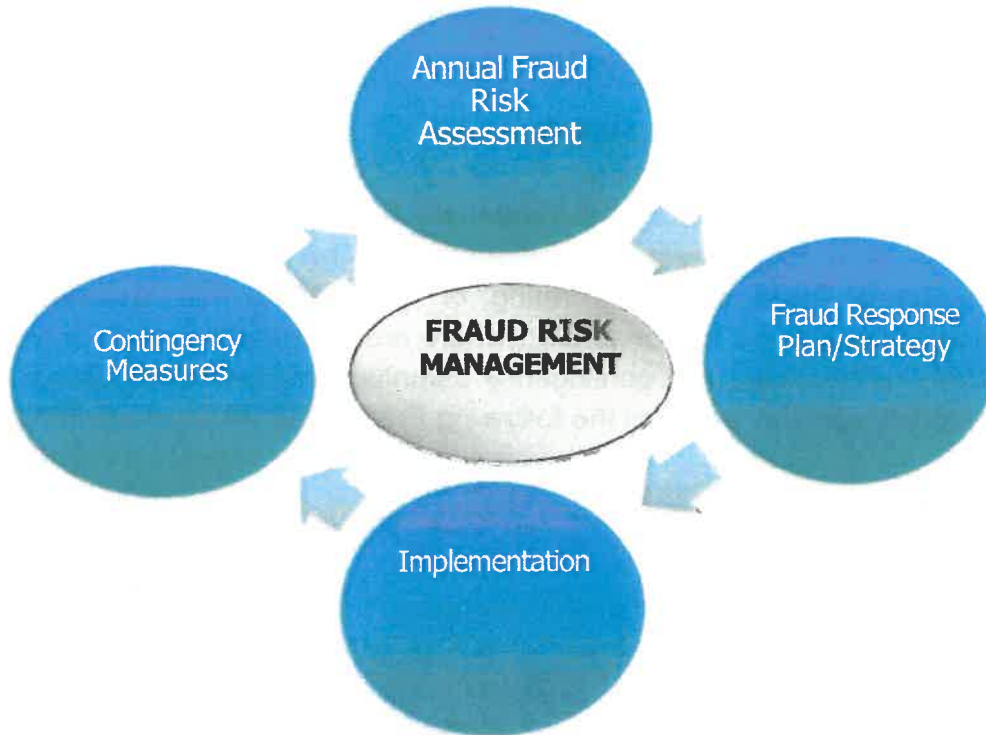 Annual Fraud
Risk
Assessment
Fraud Response
Plan/Strategy
FRAUD RISK
MANAGEMENT
Contingency
Measures
Implementation